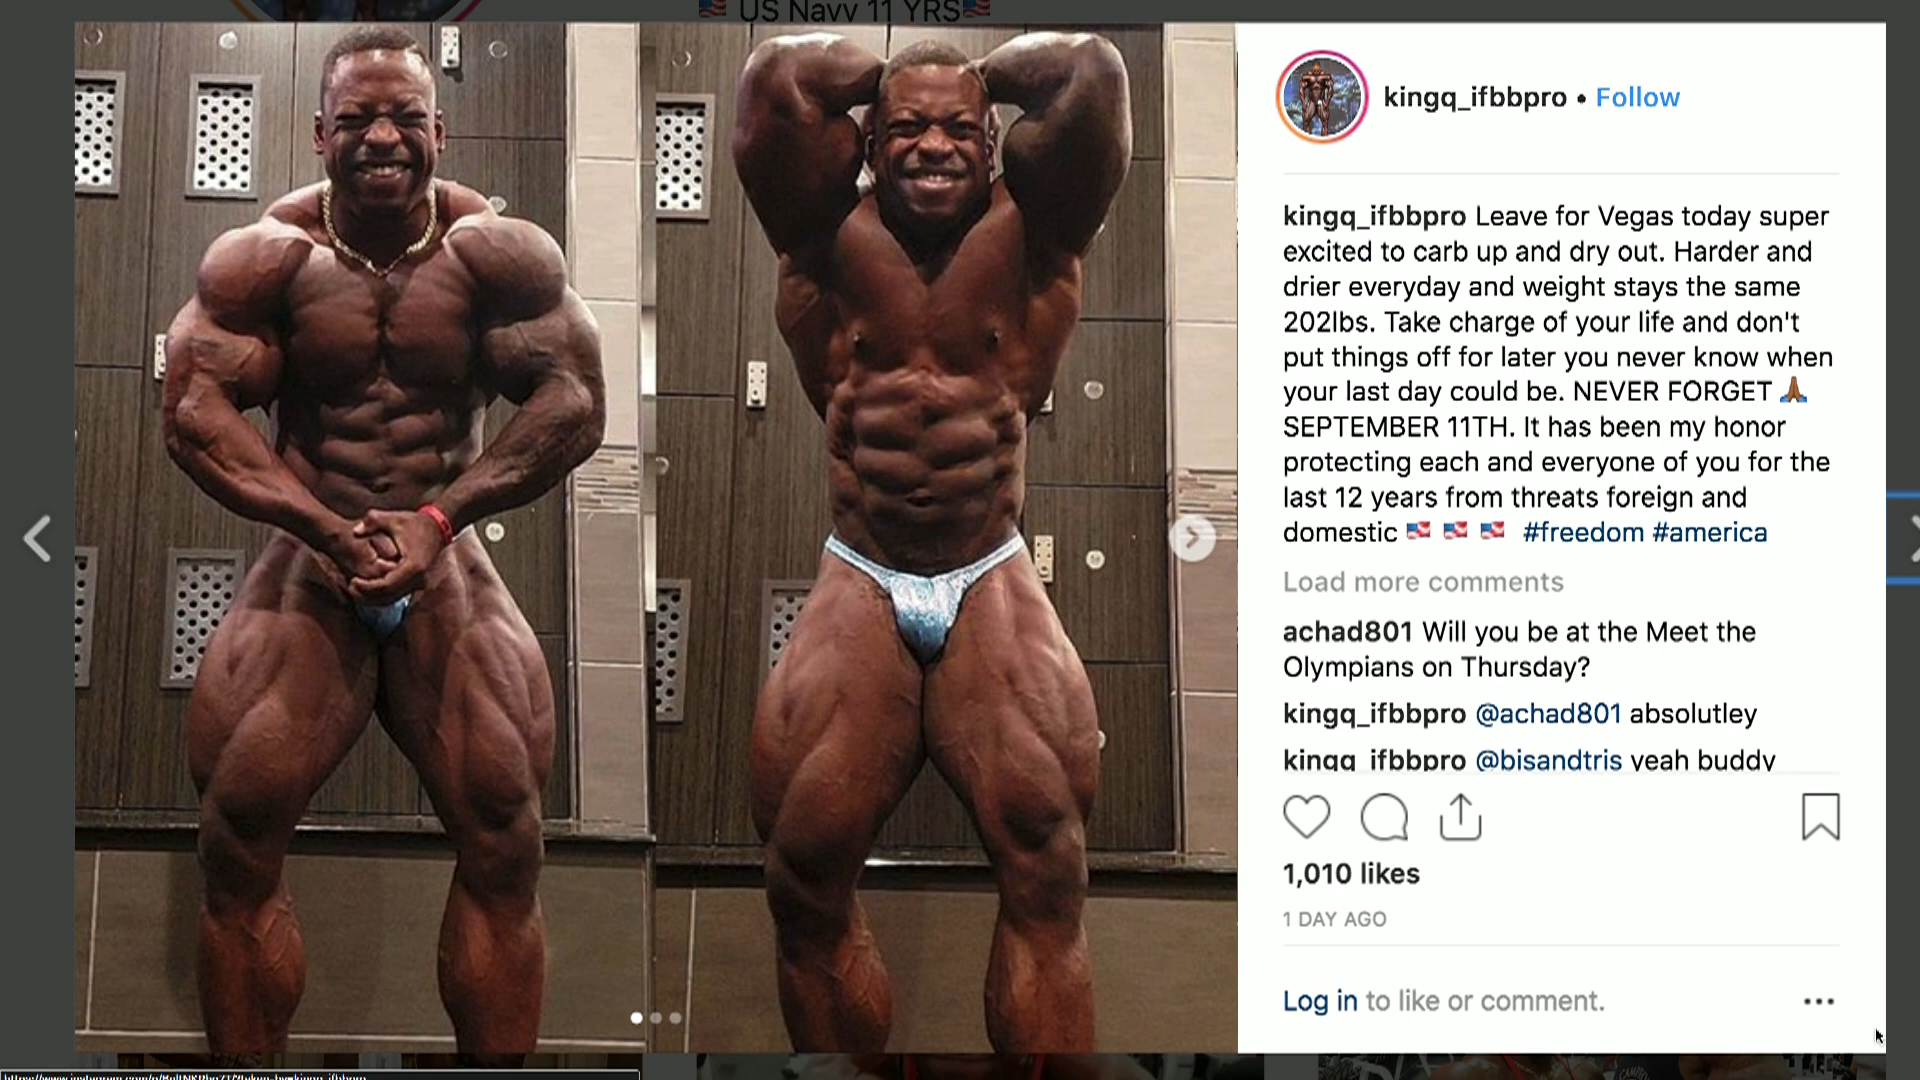 US Navy 11 YRS
kingq_ifbbpro • Follow
kingq_ifbbpro Leave for Vegas today super
excited to carb up and dry out. Harder and
drier everyday and weight stays the same
202lbs. Take charge of your life and don't
put things off for later you never know when
your last day could be. NEVER FORGET 🙏🏾
SEPTEMBER 11TH. It has been my honor
protecting each and everyone of you for the
last 12 years from threats foreign and
domestic 🇺🇸 🇺🇸 🇺🇸 #freedom #america
Load more comments
achad801 Will you be at the Meet the
Olympians on Thursday?
kingq_ifbbpro @achad801 absolutley
kingq_ifbbpro @bisandtris yeah buddy
1,010 likes
1 DAY AGO
Log in to like or comment.